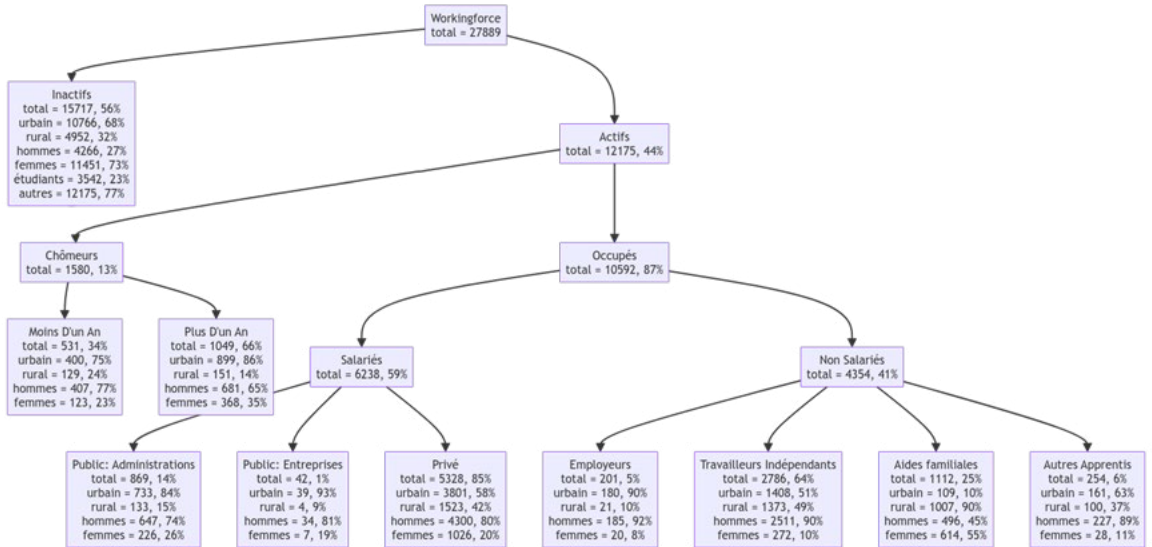 Workingforce
total = 27889
Inactifs
total = 15717, 56%
urbain = 10766, 68%
rural = 4952, 32%
hommes = 4266, 27%
femmes = 11451, 73%
étudiants = 3542, 23%
autres = 12175, 77%
Actifs
total = 12175, 44%
Chômeurs
total = 1580, 13%
Occupés
total = 10592, 87%
Moins D'un An
total = 531, 34%
urbain = 400, 75%
rural = 129, 24%
hommes = 407, 77%
femmes = 123, 23%
Plus D'un An
total = 1049, 66%
urbain = 899, 86%
rural = 151, 14%
hommes = 681, 65%
femmes = 368, 35%
Salariés
total = 6238, 59%
Non Salariés
total = 4354, 41%
Public: Administrations
total = 869, 14%
urbain = 733, 84%
rural = 133, 15%
hommes = 647, 74%
femmes = 226, 26%
Public: Entreprises
total = 42, 1%
urbain = 39, 93%
rural = 4, 9%
hommes = 34, 81%
femmes = 7, 19%
Privé
total = 5328, 85%
urbain = 3801, 58%
rural = 1523, 42%
hommes = 4300, 80%
femmes = 1026, 20%
Employeurs
total = 201, 5%
urbain = 180, 90%
rural = 21, 10%
hommes = 185, 92%
femmes = 20, 8%
Travailleurs Indépendants
total = 2786, 64%
urbain = 1408, 51%
rural = 1373, 49%
hommes = 2511, 90%
femmes = 272, 10%
Aides familiales
total = 1112, 25%
urbain = 109, 10%
rural = 1007, 90%
hommes = 496, 45%
femmes = 614, 55%
Autres Apprentis
total = 254, 6%
urbain = 161, 63%
rural = 100, 37%
hommes = 227, 89%
femmes = 28, 11%